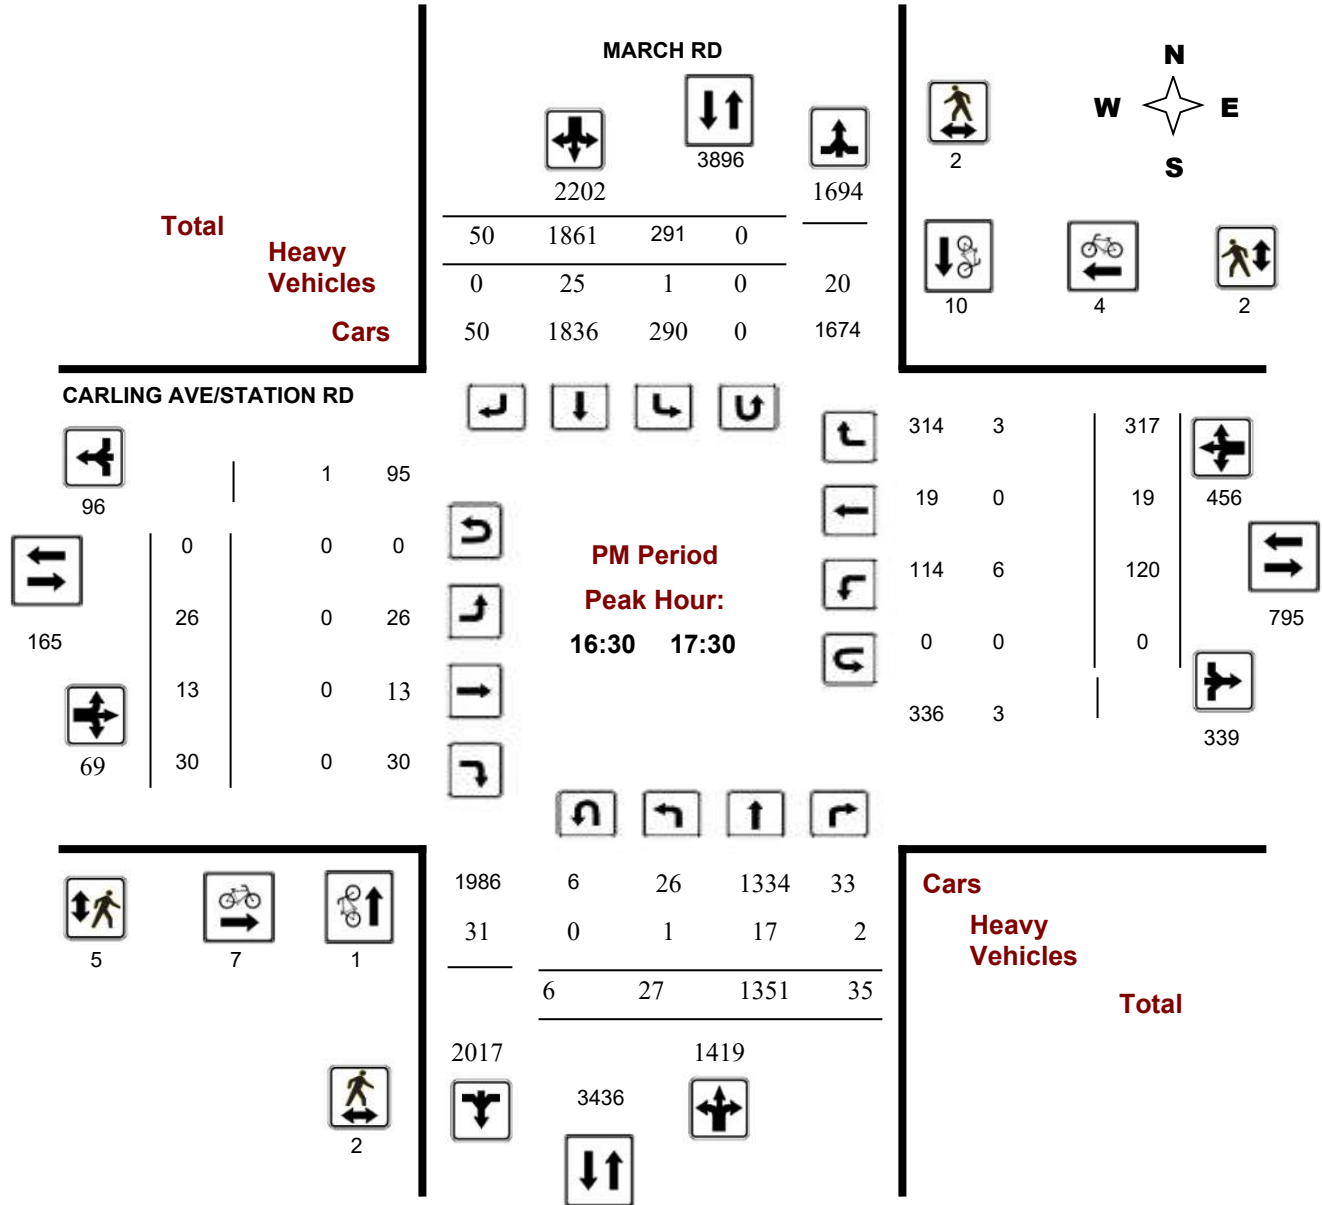 MARCH RD
N
W E
S
3896
2
2202
1694
Total
50 1861 291 0
Heavy
Vehicles
0 25 1 0 20
10 4 2
Cars
50 1836 290 0 1674
CARLING AVE/STATION RD
314 3 317
1 95
96
19 0 19 456
0 0 0
PM Period
114 6 120
Peak Hour:
26 0 26
795
165
16:30 17:30
0 0 0
13 0 13
336 3
339
69
30 0 30
1986 6 26 1334 33
Cars
31 0 1 17 2
Heavy
Vehicles
5 7 1
6 27 1351 35
Total
2017 1419
3436
2